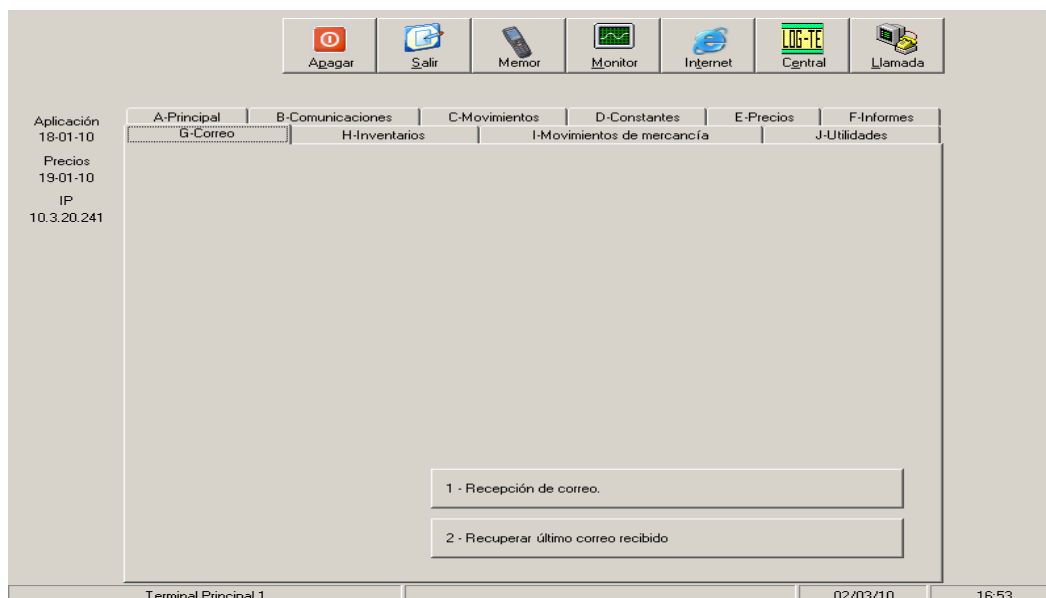 Apagar
Salir
Memor
Monitor
Internet
LOG-TE
Central
Llamada
Aplicación
18-01-10
Precios
19-01-10
IP
10.3.20.241
A-Principal
B-Comunicaciones
C-Movimientos
D-Constantes
E-Precios
F-Informes
G-Correo
H-Inventarios
I-Movimientos de mercancía
J-Utilidades
1 - Recepción de correo.
2 - Recuperar último correo recibido
Terminal Principal 1
02/03/10
16:53